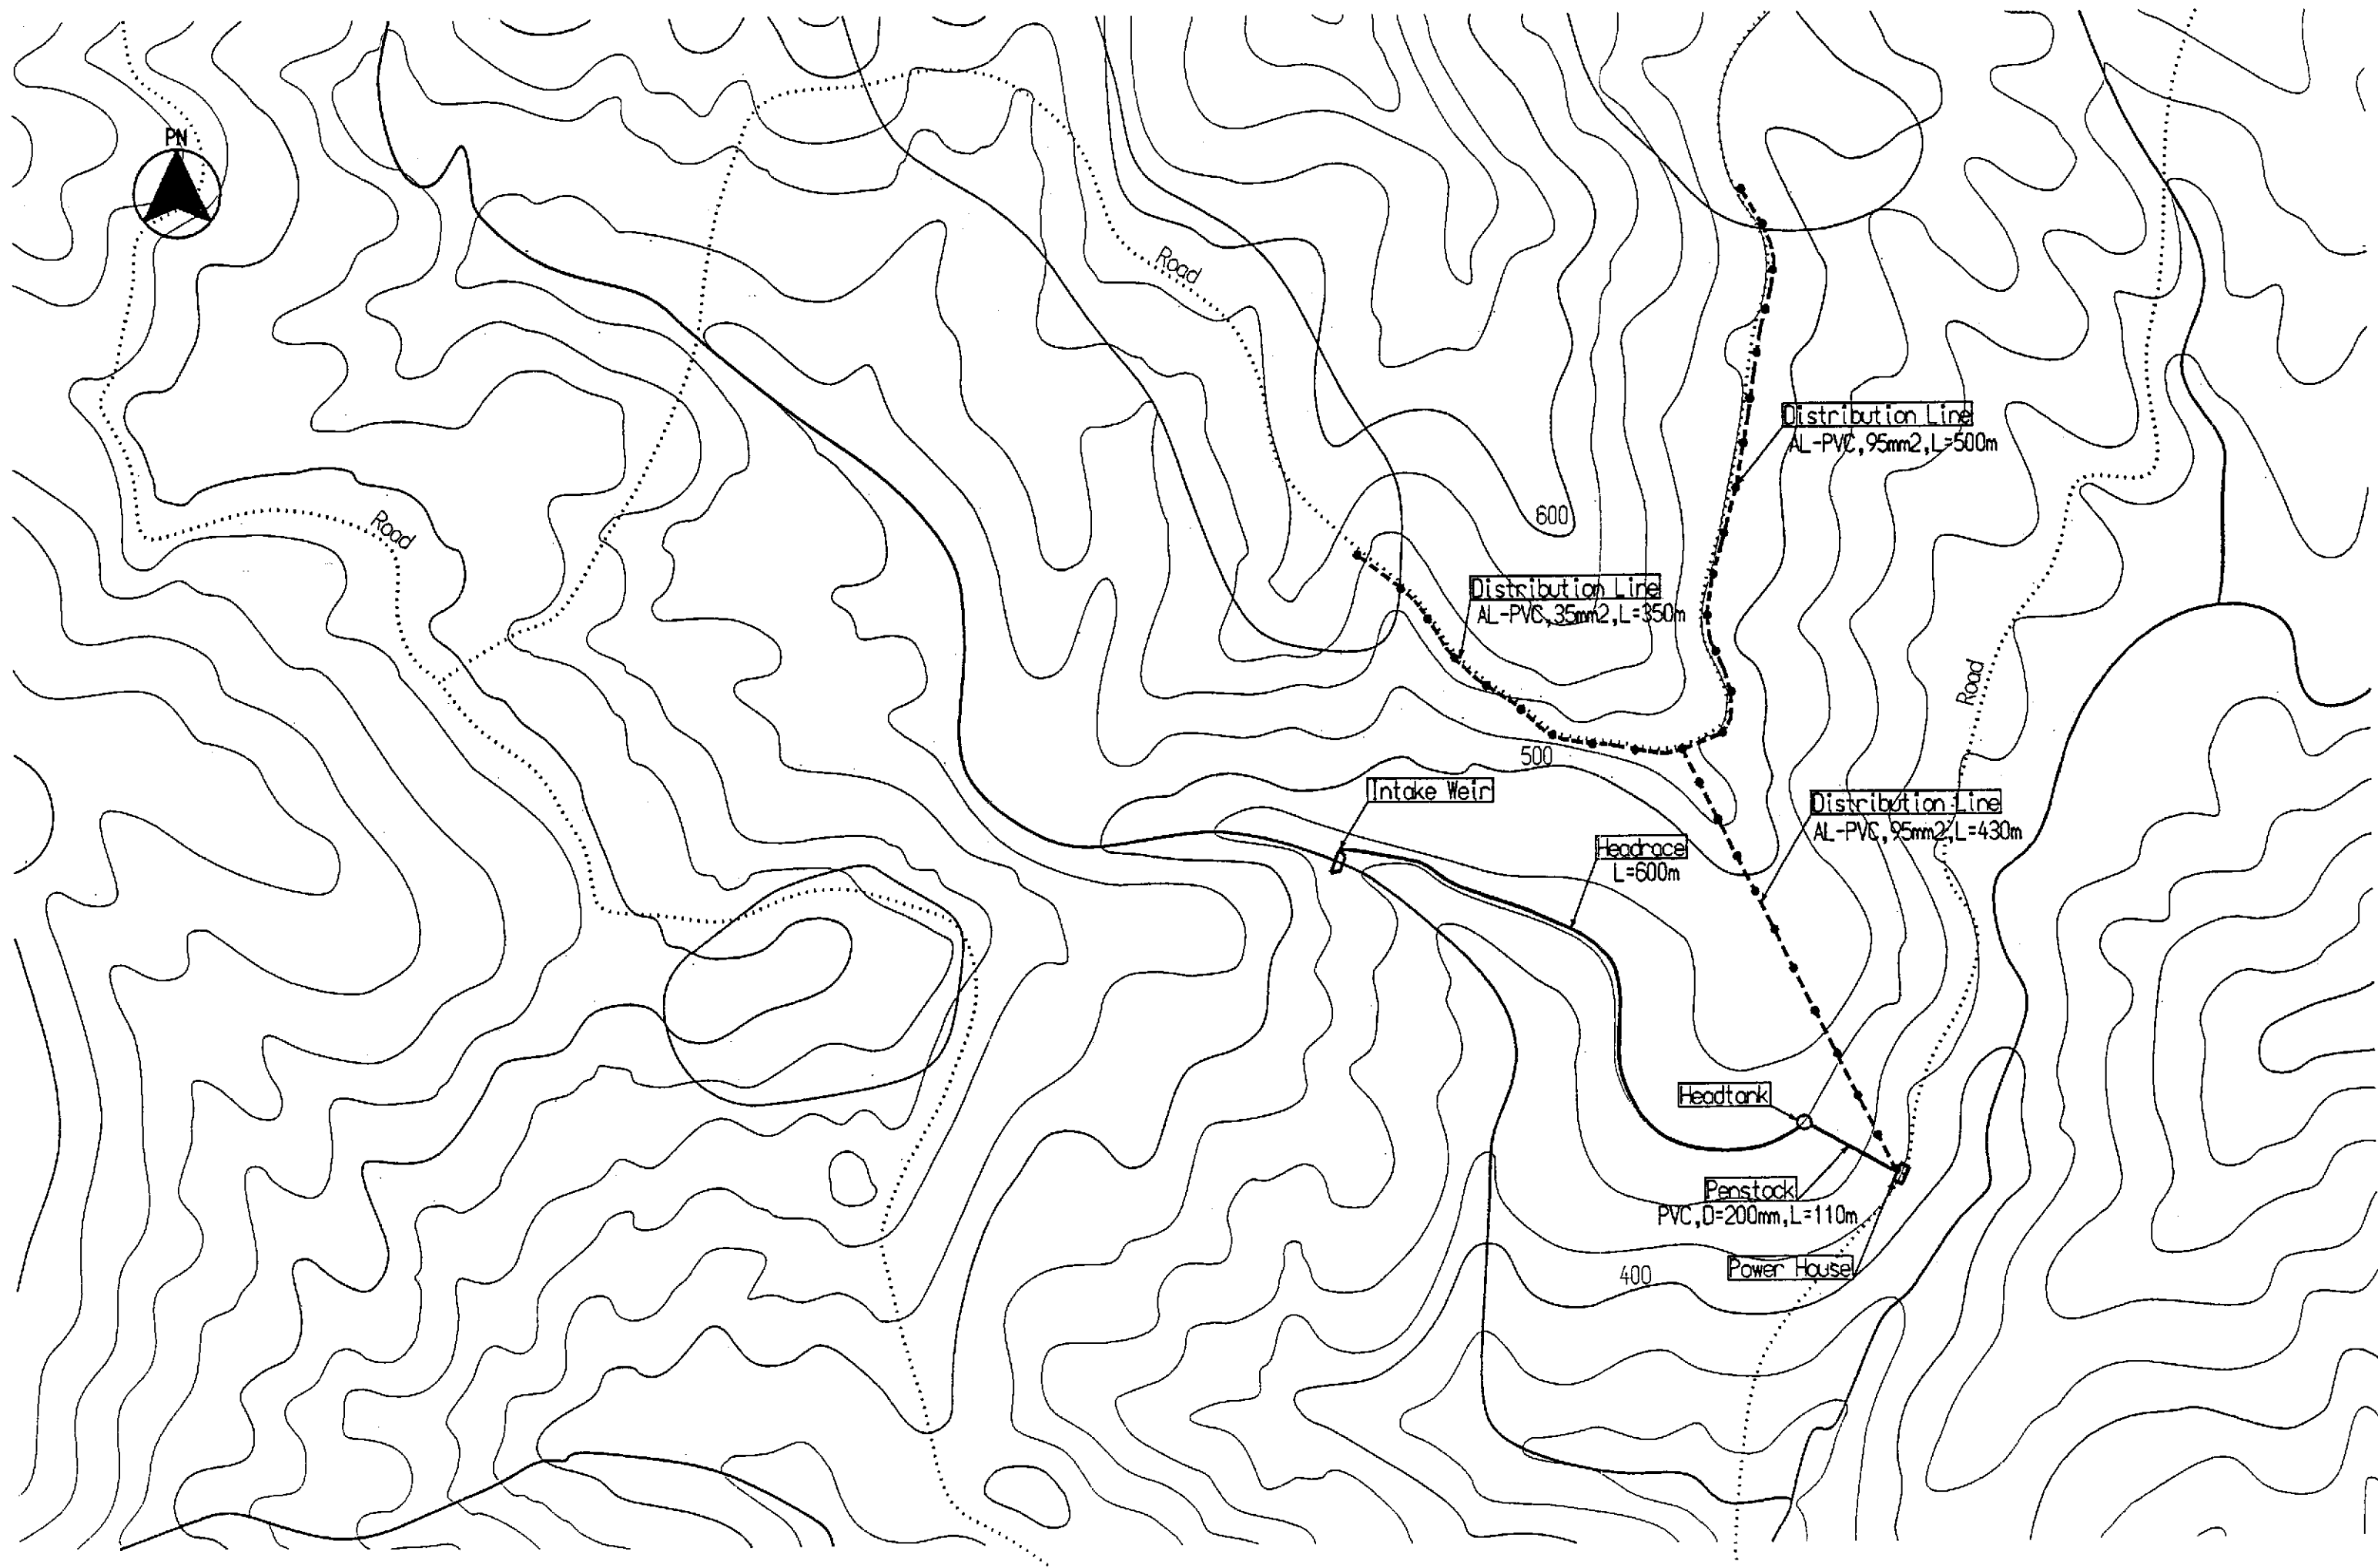 PN
Road
Distribution Line
AL-PVC,95mm2,L=500m
600
Road
Distribution Line
AL-PVC,35mm2,L=350m
Road
500
Intake Weir
Distribution Line
AL-PVC,95mm2,L=430m
Headrace
L=600m
Headtank
Penstock
PVC,D=200mm,L=110m
Power House
400